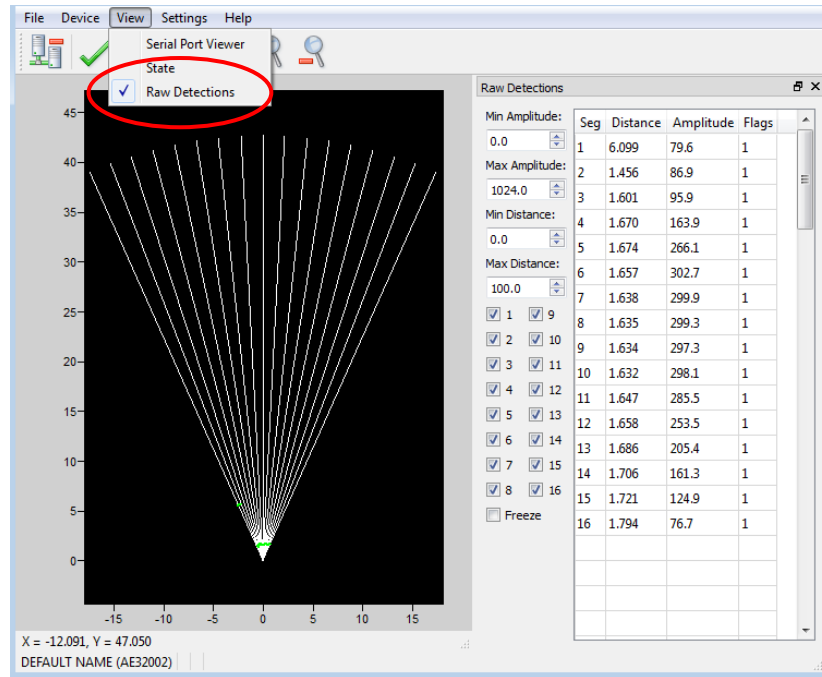 File Device View Settings Help
Serial Port Viewer
State
Raw Detections
45
40
35
30
25
20
15
10
5
0
-15 -10 -5 0 5 10 15
X = -12.091, Y = 47.050
DEFAULT NAME (AE32002)
Raw Detections
Min Amplitude:
0.0
Max Amplitude:
1024.0
Min Distance:
0.0
Max Distance:
100.0
1 9
2 10
3 11
4 12
5 13
6 14
7 15
8 16
Freeze
Seg Distance Amplitude Flags
1 6.099 79.6 1
2 1.456 86.9 1
3 1.601 95.9 1
4 1.670 163.9 1
5 1.674 266.1 1
6 1.657 302.7 1
7 1.638 299.9 1
8 1.635 299.3 1
9 1.634 297.3 1
10 1.632 298.1 1
11 1.647 285.5 1
12 1.658 253.5 1
13 1.686 205.4 1
14 1.706 161.3 1
15 1.721 124.9 1
16 1.794 76.7 1